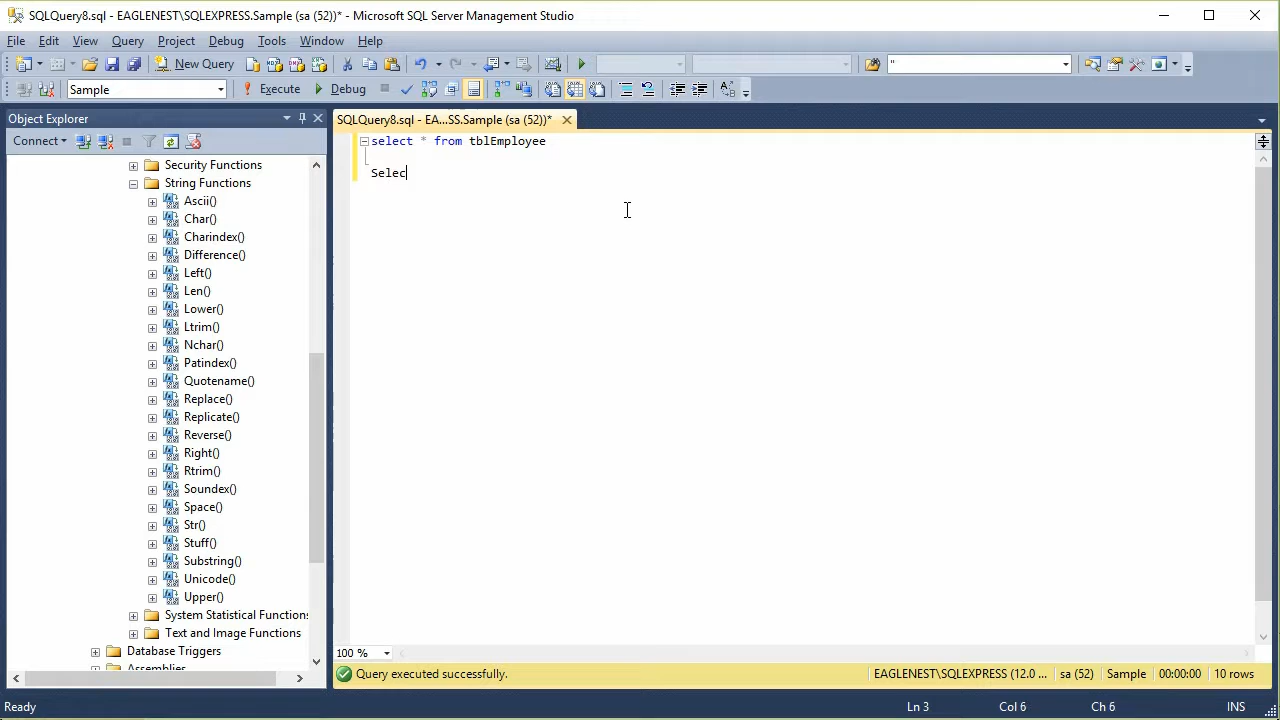 SQLQuery8.sql - EAGLENEST\SQLEXPRESS.Sample (sa (52))* - Microsoft SQL Server Management Studio
File Edit View Query Project Debug Tools Window Help
New Query "
Sample Execute Debug
Object Explorer
SQLQuery8.sql - EA...SS.Sample (sa (52))*
Connect
select * from tblEmployee
Selec
Security Functions
String Functions
Ascii()
Char()
Charindex()
Difference()
Left()
Len()
Lower()
Ltrim()
Nchar()
Patindex()
Quotename()
Replace()
Replicate()
Reverse()
Right()
Rtrim()
Soundex()
Space()
Str()
Stuff()
Substring()
Unicode()
Upper()
System Statistical Function
Text and Image Functions
Database Triggers
Assemblies
100 %
Query executed successfully. EAGLENEST\SQLEXPRESS (12.0 ... sa (52) Sample 00:00:00 10 rows
Ready Ln 3 Col 6 Ch 6 INS